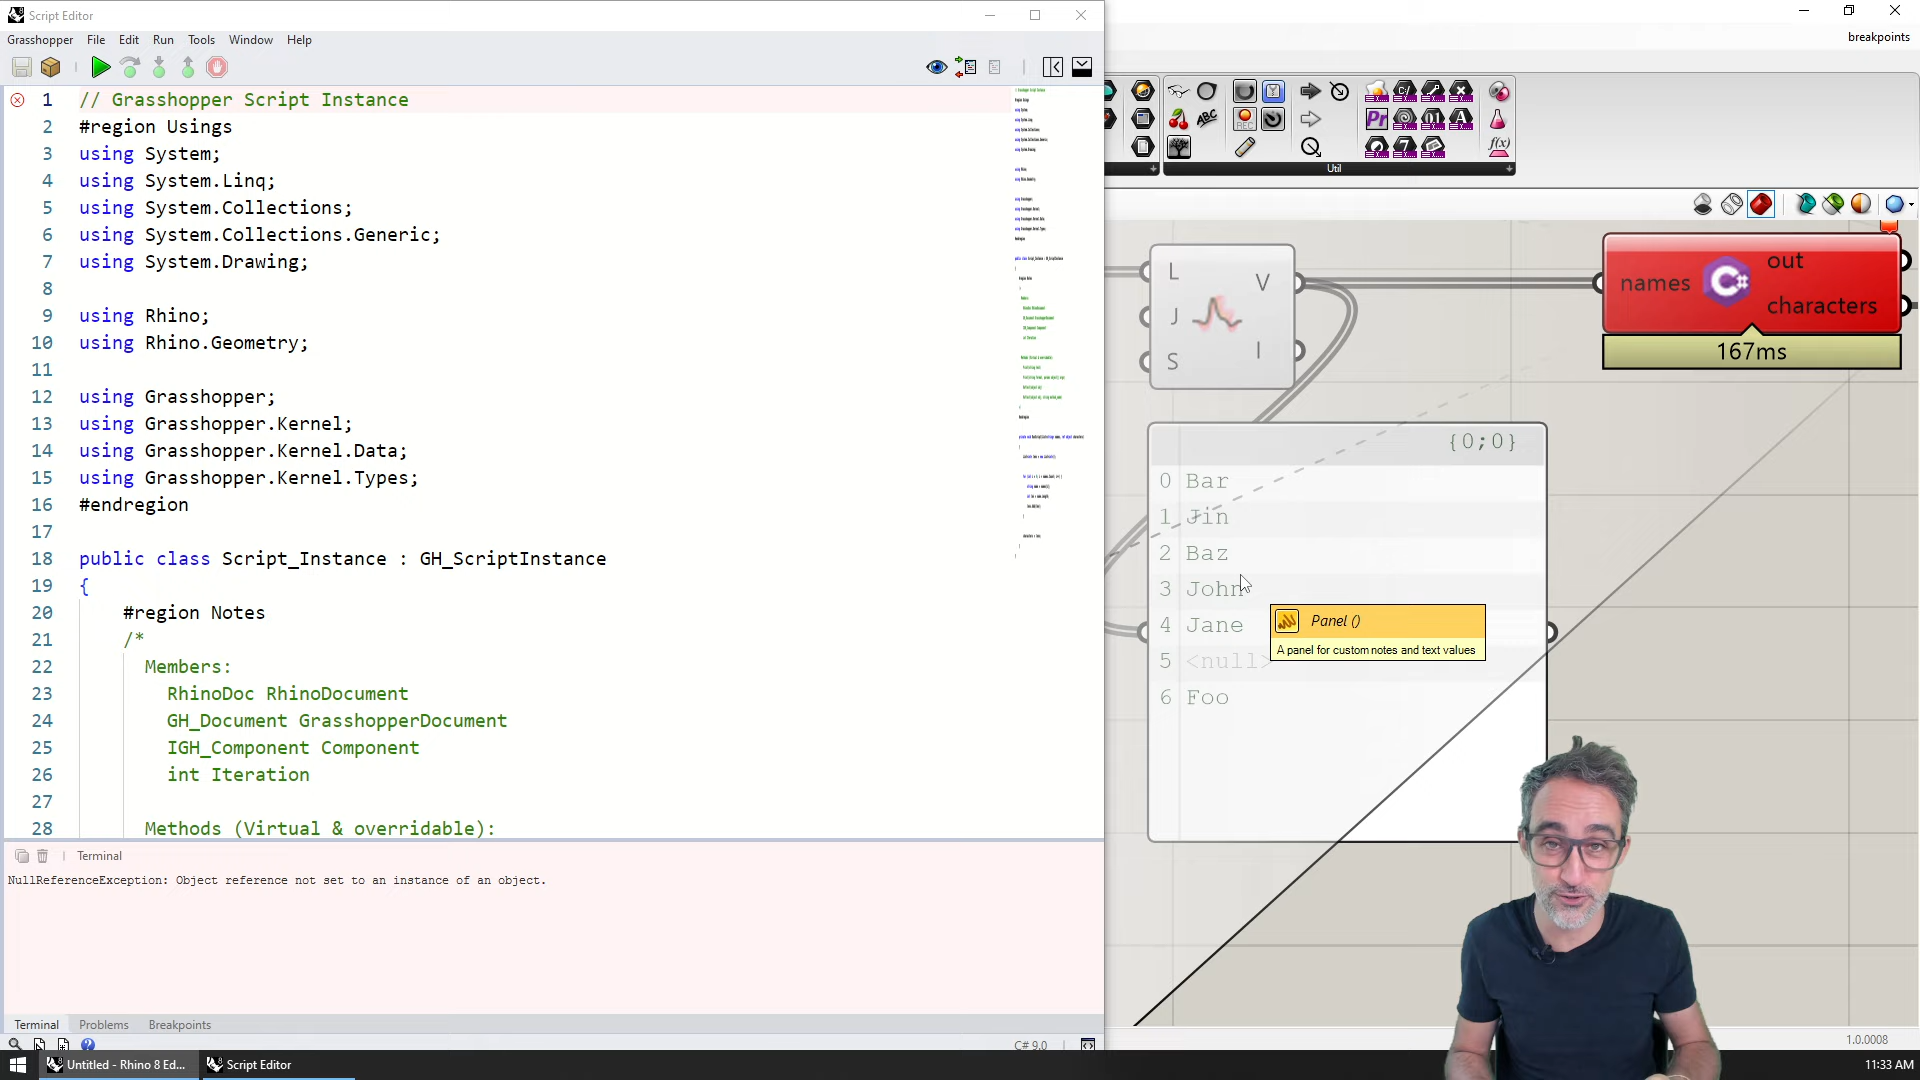 Script Editor
Grasshopper File Edit Run Tools Window Help
1 // Grasshopper Script Instance
2 #region Usings
3 using System;
4 using System.Linq;
5 using System.Collections;
6 using System.Collections.Generic;
7 using System.Drawing;
8
9 using Rhino;
10 using Rhino.Geometry;
11
12 using Grasshopper;
13 using Grasshopper.Kernel;
14 using Grasshopper.Kernel.Data;
15 using Grasshopper.Kernel.Types;
16 #endregion
17
18 public class Script_Instance : GH_ScriptInstance
19 {
20 #region Notes
21 /*
22 Members:
23 RhinoDoc RhinoDocument
24 GH_Document GrasshopperDocument
25 IGH_Component Component
26 int Iteration
27
28 Methods (Virtual & overridable):
Terminal
NullReferenceException: Object reference not set to an instance of an object.
Terminal Problems Breakpoints
C# 9.0
breakpoints
REC
ABC
Pr
C/
01
A
7
f(x)
Util
L
J
S
V
I
names C# out
characters
167ms
{0;0}
0 Bar
1 Jin
2 Baz
3 John
4 Jane
5 <null>
6 Foo
Panel ()
A panel for custom notes and text values
1.0.0008
Untitled - Rhino 8 Ed...
Script Editor
11:33 AM